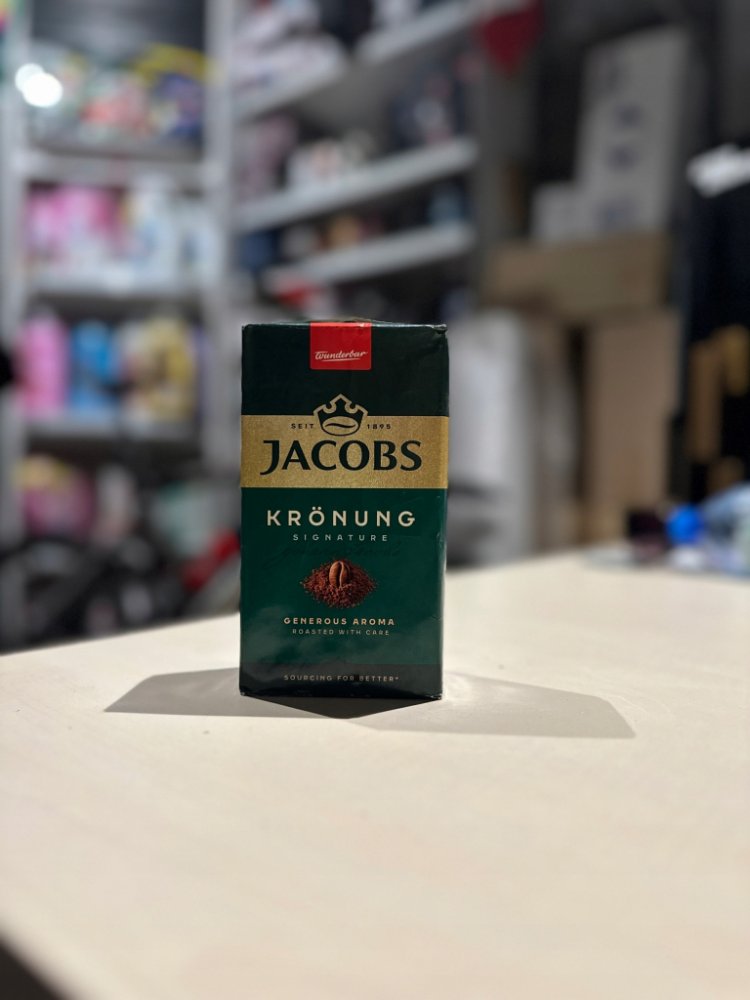 Wunderbar
SEIT 1895
JACOBS
KRÖNUNG
SIGNATURE
GENEROUS AROMA
ROASTED WITH CARE
SOURCING FOR BETTER*